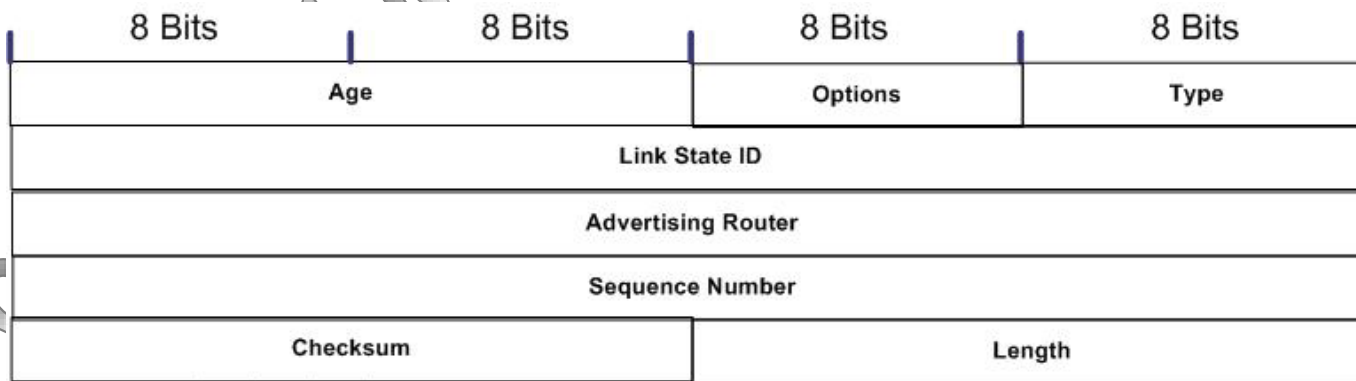 8 Bits 8 Bits 8 Bits 8 Bits
Age Options Type
Link State ID
Advertising Router
Sequence Number
Checksum Length